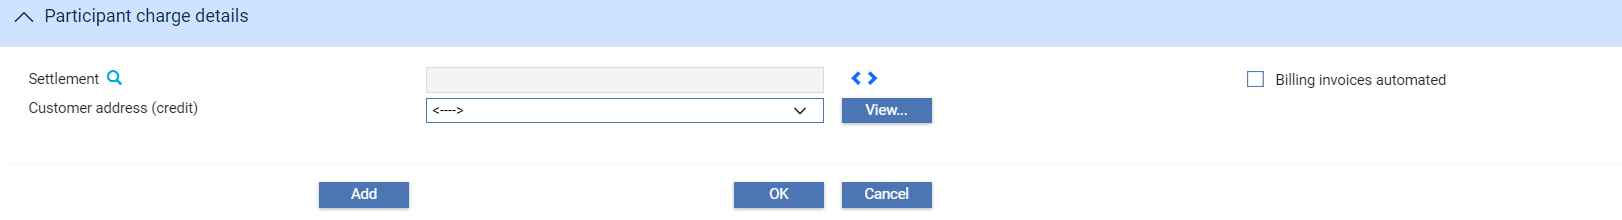 Participant charge details
Settlement
Billing invoices automated
Customer address (credit)
<---->
View...
Add
OK
Cancel